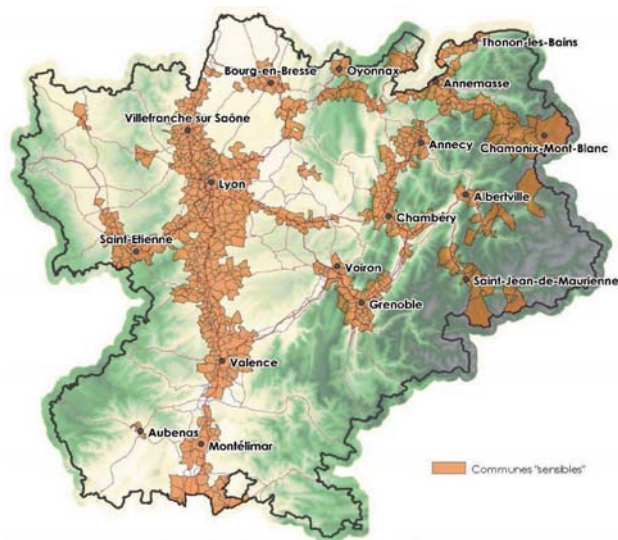 Thonon-les-Bains
Bourg-en-Bresse
Oyonnax
Annemasse
Villefranche sur Saône
Annecy
Chamonix-Mont-Blanc
Lyon
Albertville
Chambéry
Saint-Etienne
Voiron
Saint-Jean-de-Maurienne
Grenoble
Valence
Aubenas
Montélimar
Communes "sensibles"